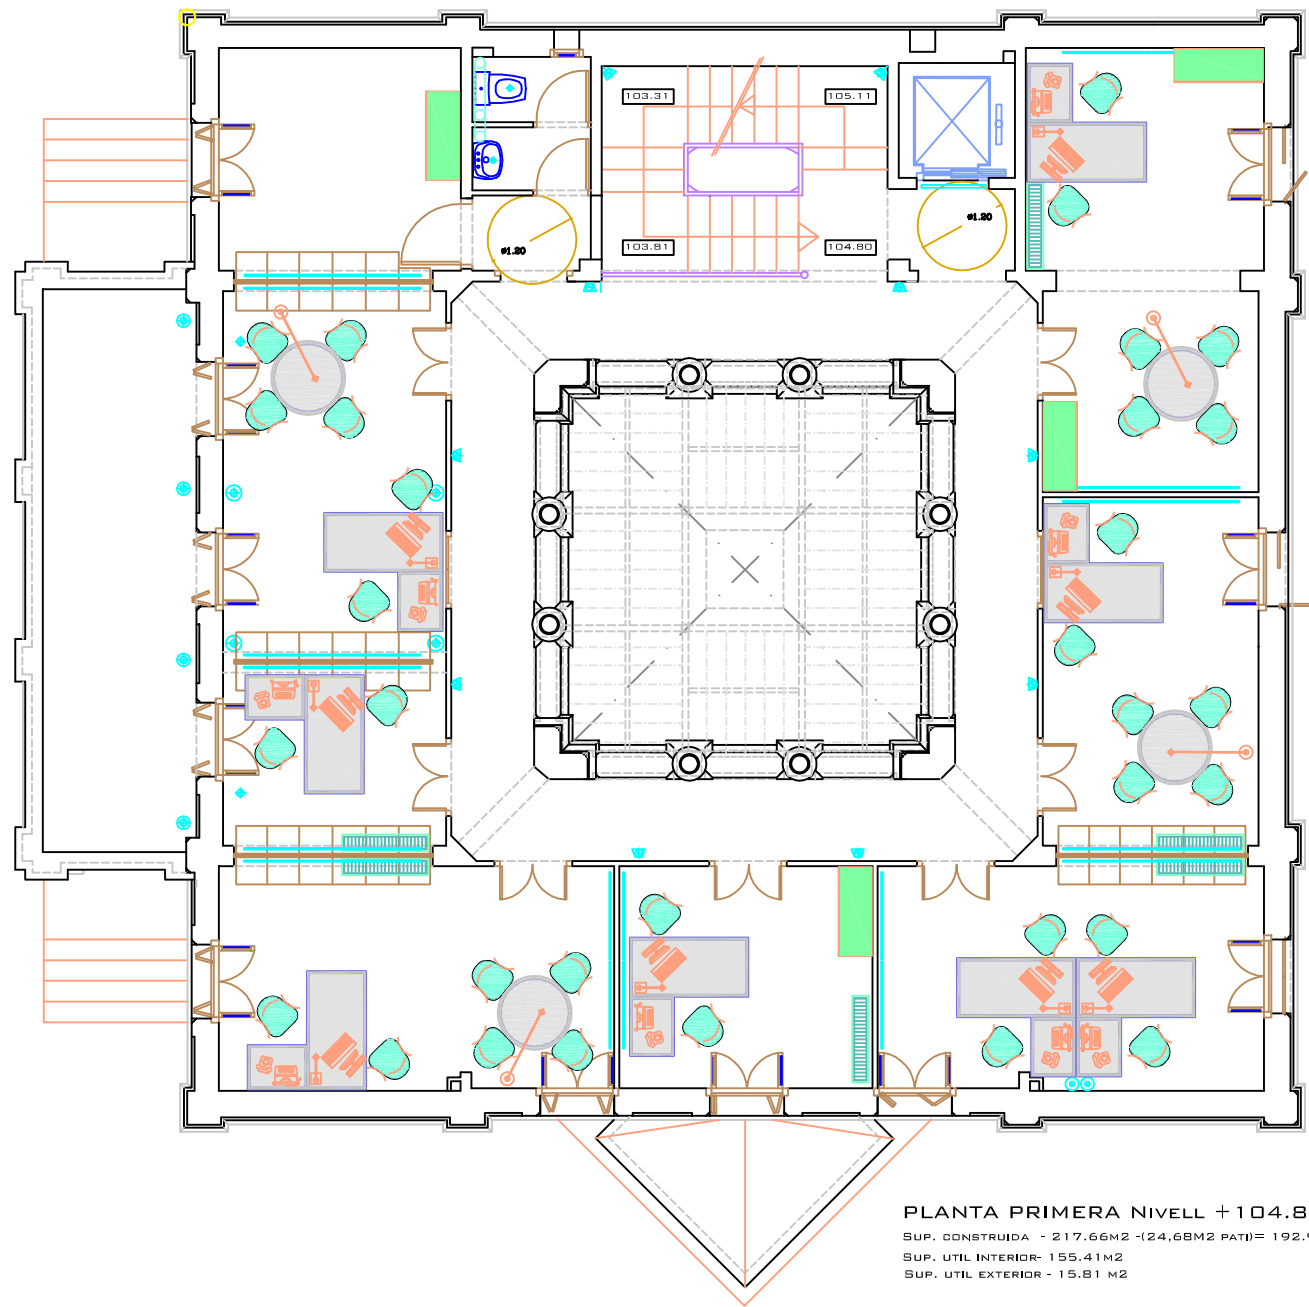 103.31
105.11
ø1.20
ø1.20
103.81
104.80
PLANTA PRIMERA NIVELL +104.8
SUP. CONSTRUIDA - 217.66M2 -(24,68M2 PATI)= 192.
SUP. UTIL INTERIOR- 155.41M2
SUP. UTIL EXTERIOR - 15.81 M2